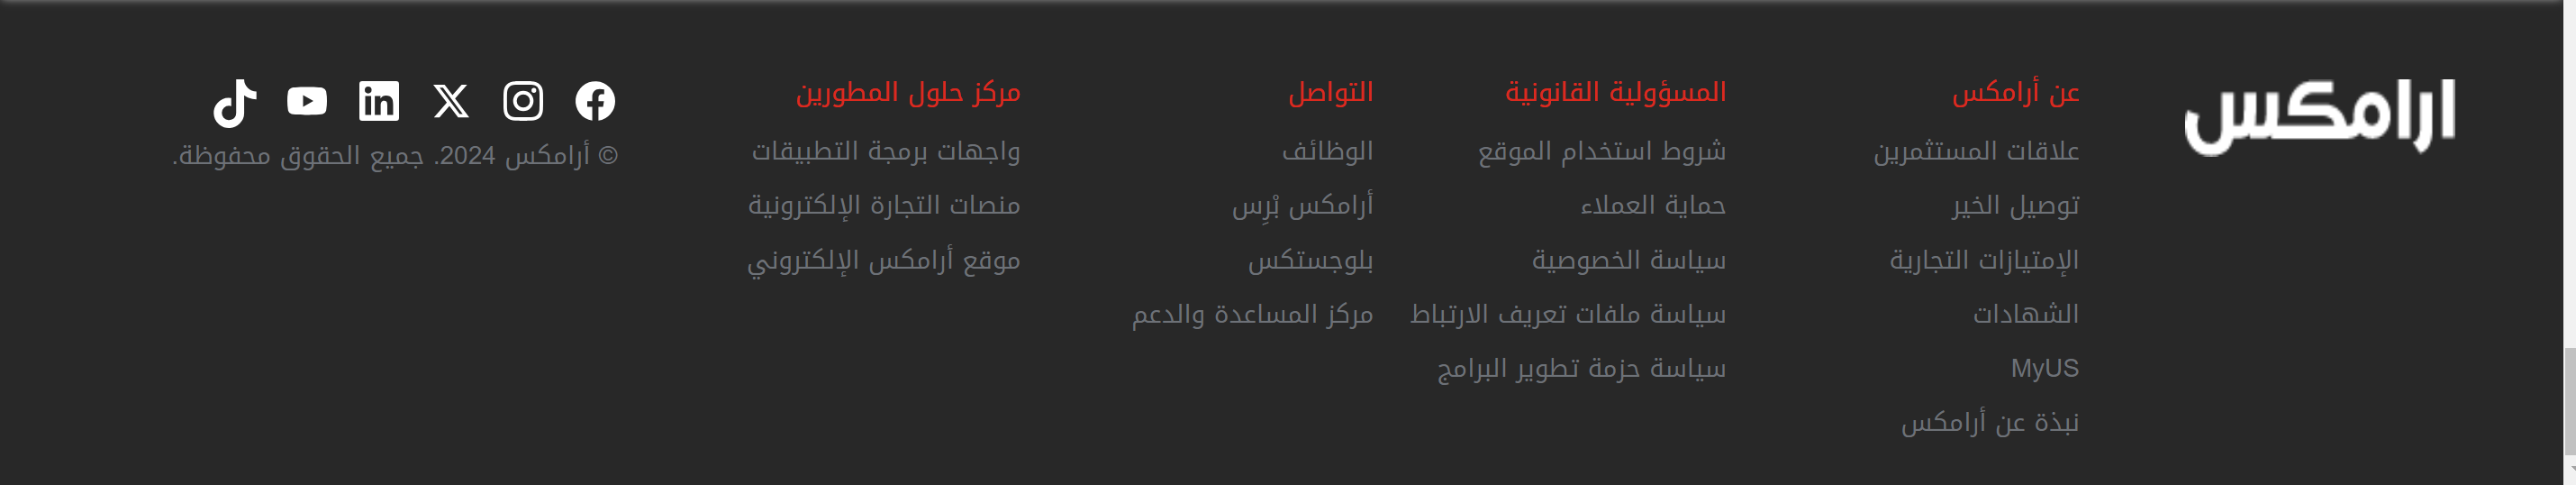 ارامكس
عن أرامكس
علاقات المستثمرين
توصيل الخير
الإمتيازات التجارية
الشهادات
MyUS
نبذة عن أرامكس
المسؤولية القانونية
شروط استخدام الموقع
حماية العملاء
سياسة الخصوصية
سياسة ملفات تعريف الارتباط
سياسة حزمة تطوير البرامج
التواصل
الوظائف
أرامكس بْرِس
بلوجستكس
مركز المساعدة والدعم
مركز حلول المطورين
واجهات برمجة التطبيقات
منصات التجارة الإلكترونية
موقع أرامكس الإلكتروني
© أرامكس 2024. جميع الحقوق محفوظة.